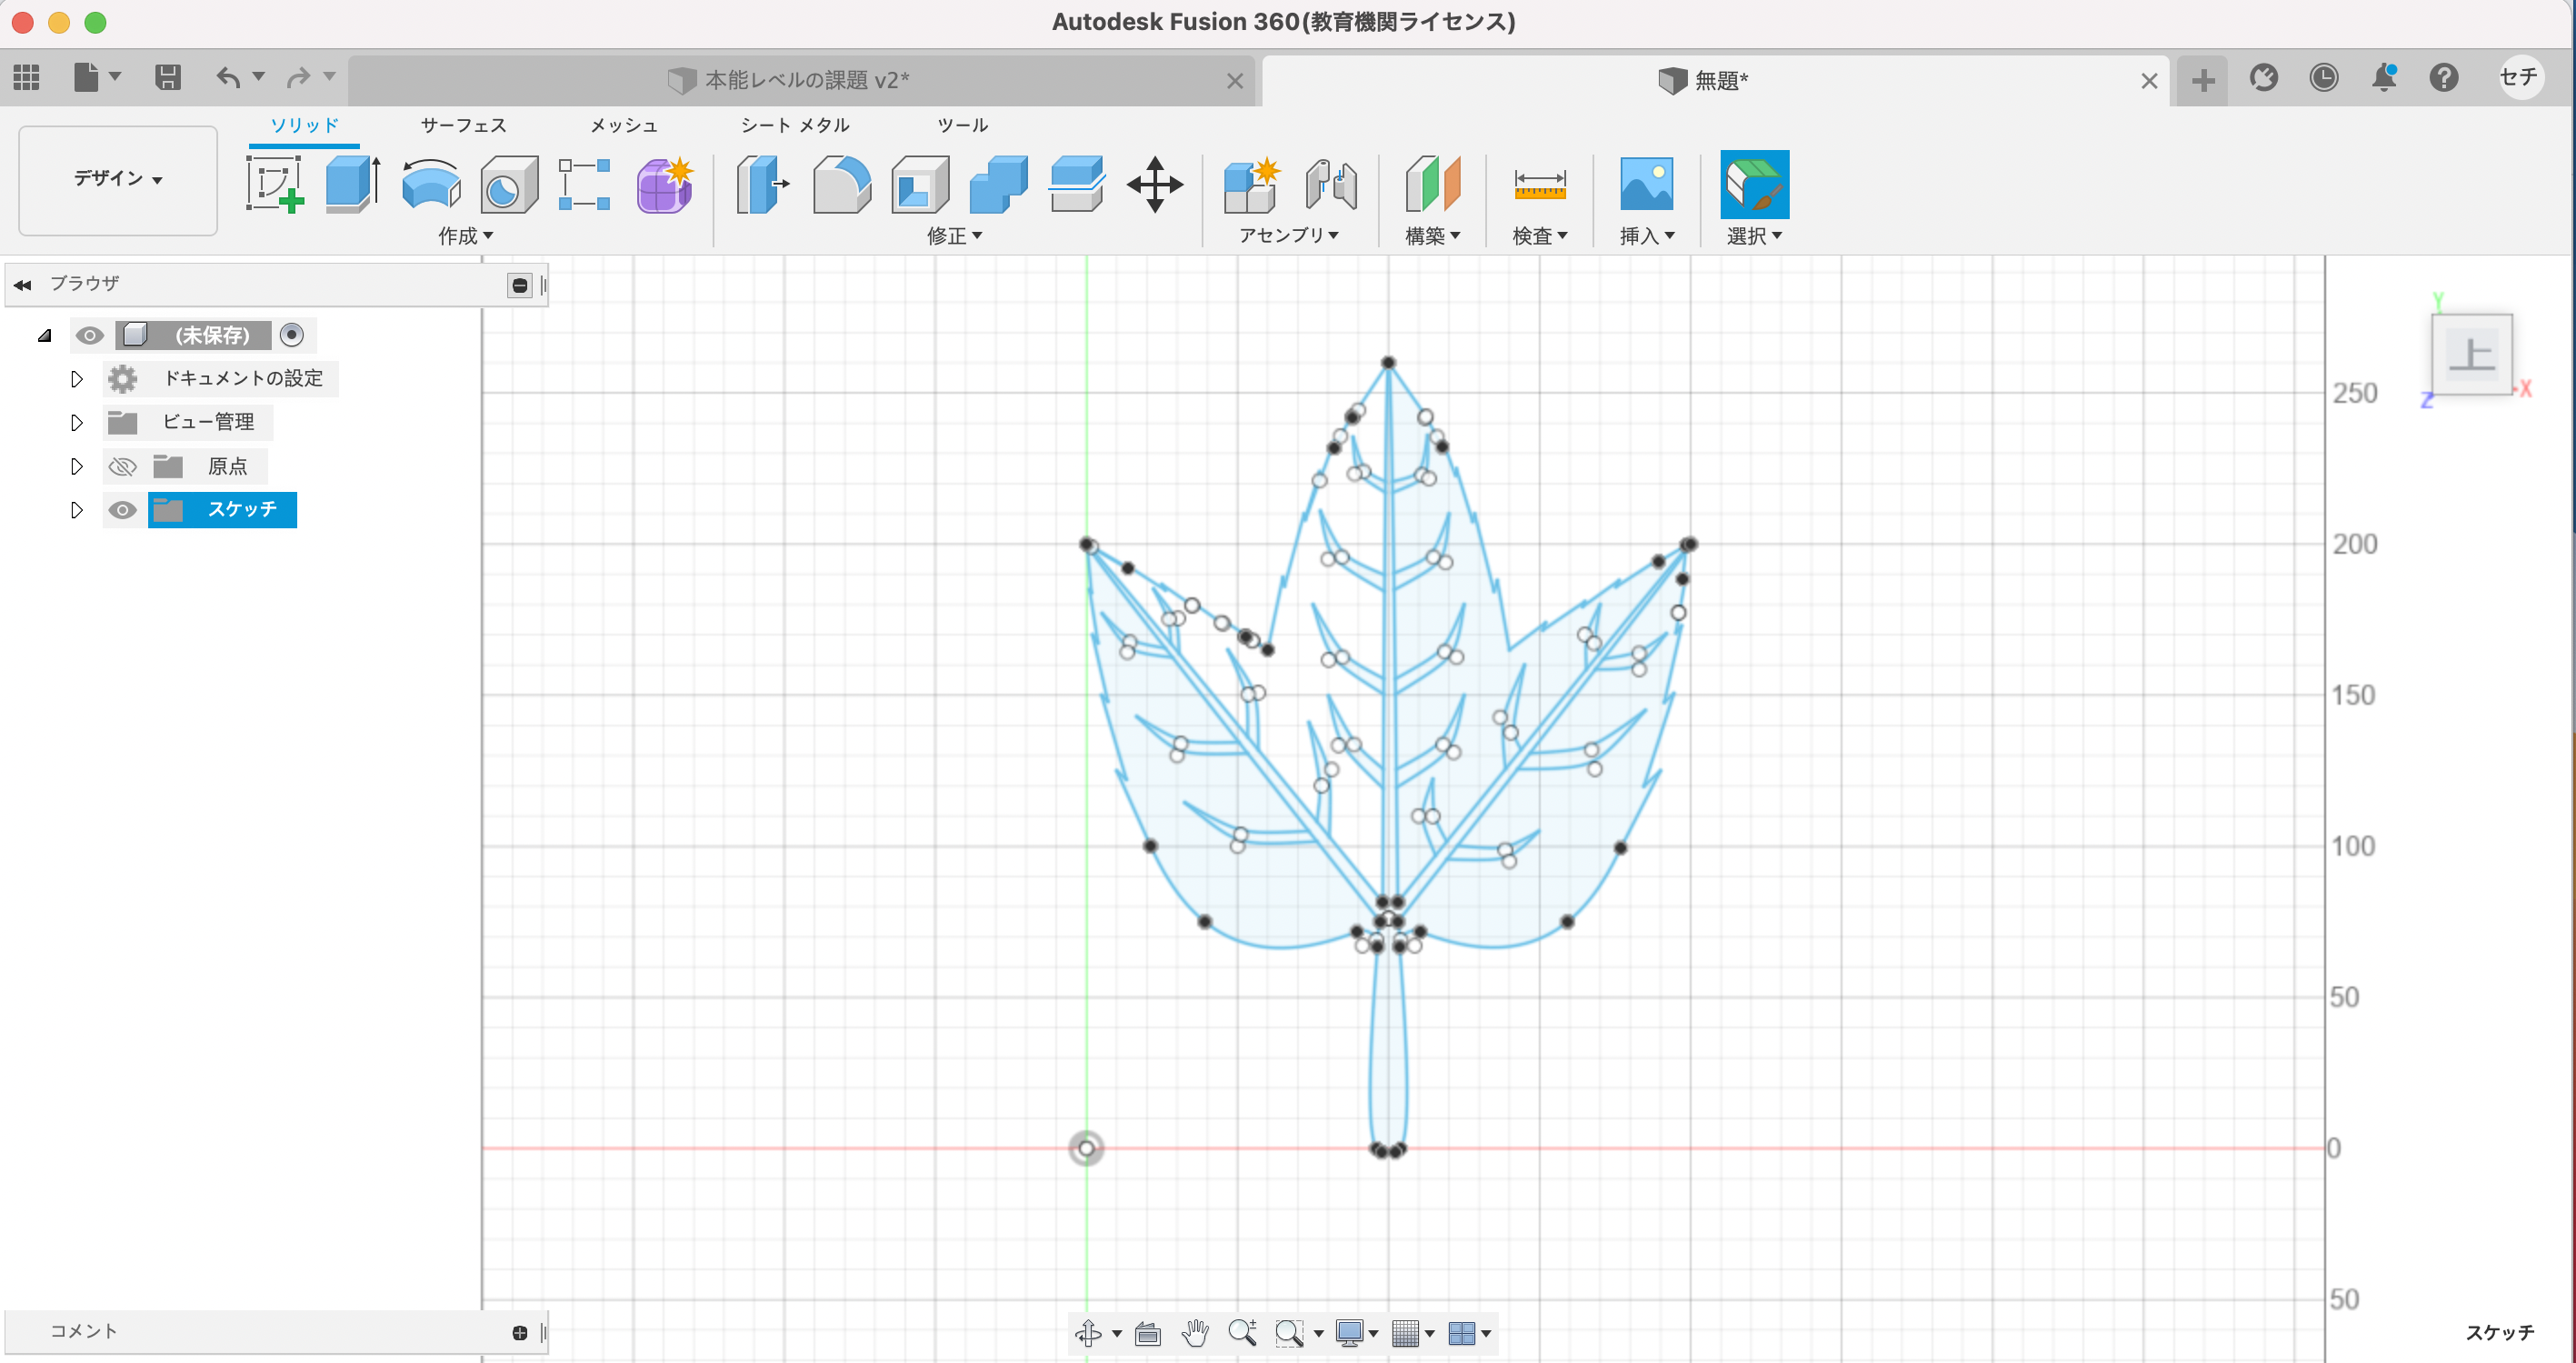 Autodesk Fusion 360(教育機関ライセンス)
本能レベルの課題 v2*
無題*
セチ
デザイン
ソリッド
サーフェス
メッシュ
シート メタル
ツール
作成
修正
アセンブリ
構築
検査
挿入
選択
ブラウザ
(未保存)
ドキュメントの設定
ビュー管理
原点
スケッチ
Y
上
X
Z
250
200
150
100
50
0
50
コメント
スケッチ